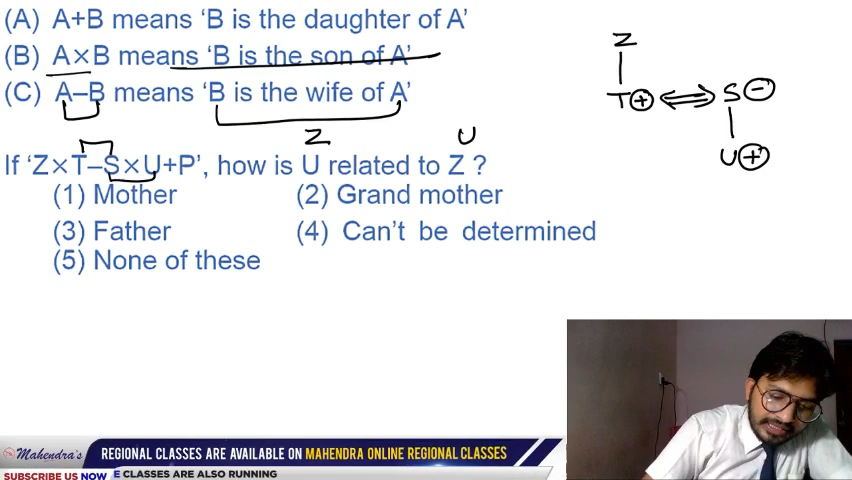 (A) A+B means ‘B is the daughter of A’
(B) A×B means ‘B is the son of A’
(C) A–B means ‘B is the wife of A’
Z U
If ‘Z×T–S×U+P’, how is U related to Z ?
(1) Mother (2) Grand mother
(3) Father (4) Can’t be determined
(5) None of these
Z
T+ ⇔ S−
U+
Mahendra's
REGIONAL CLASSES ARE AVAILABLE ON MAHENDRA ONLINE REGIONAL CLASSES
SUBSCRIBE US NOW E CLASSES ARE ALSO RUNNING